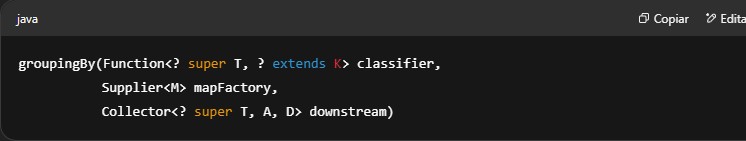 java Copiar Edita
groupingBy(Function<? super T, ? extends K> classifier,
Supplier<M> mapFactory,
Collector<? super T, A, D> downstream)